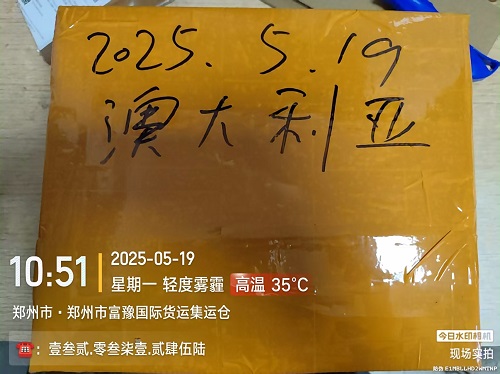 2025. 5. 19
澳大利亚
10:51
2025-05-19
星期一 轻度雾霾 高温 35°C
郑州市·郑州市富豫国际货运集运仓
：壹叁贰.零叁柒壹.贰肆伍陆
今日水印相机
现场实拍